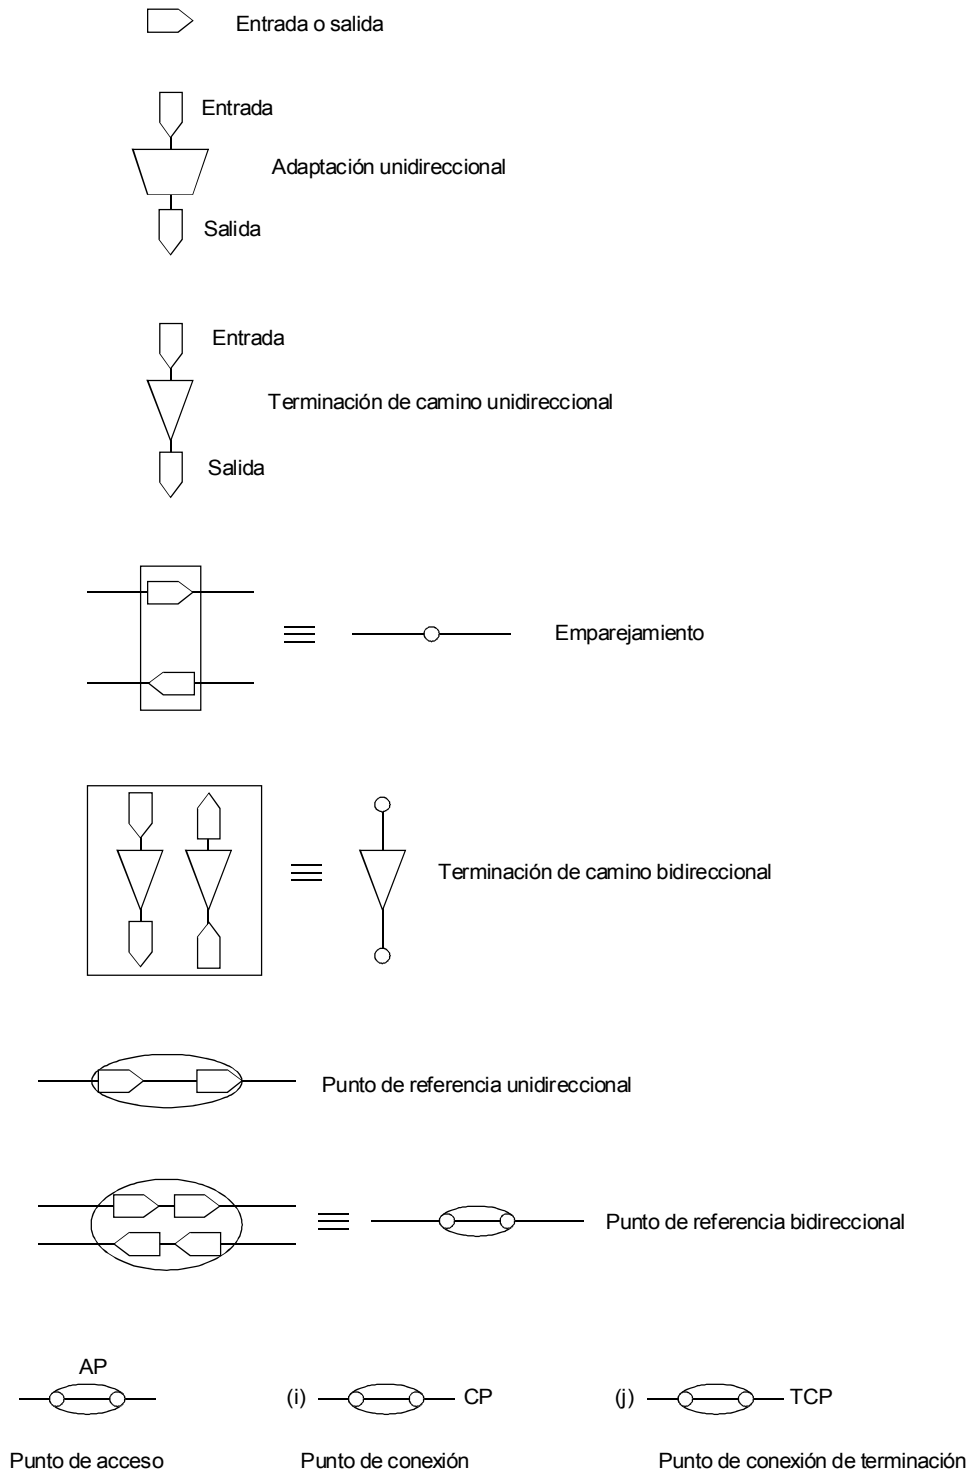 Entrada o salida
Entrada
Adaptación unidireccional
Salida
Entrada
Terminación de camino unidireccional
Salida
Emparejamiento
Terminación de camino bidireccional
Punto de referencia unidireccional
Punto de referencia bidireccional
AP
(i) CP
(j) TCP
Punto de acceso
Punto de conexión
Punto de conexión de terminación